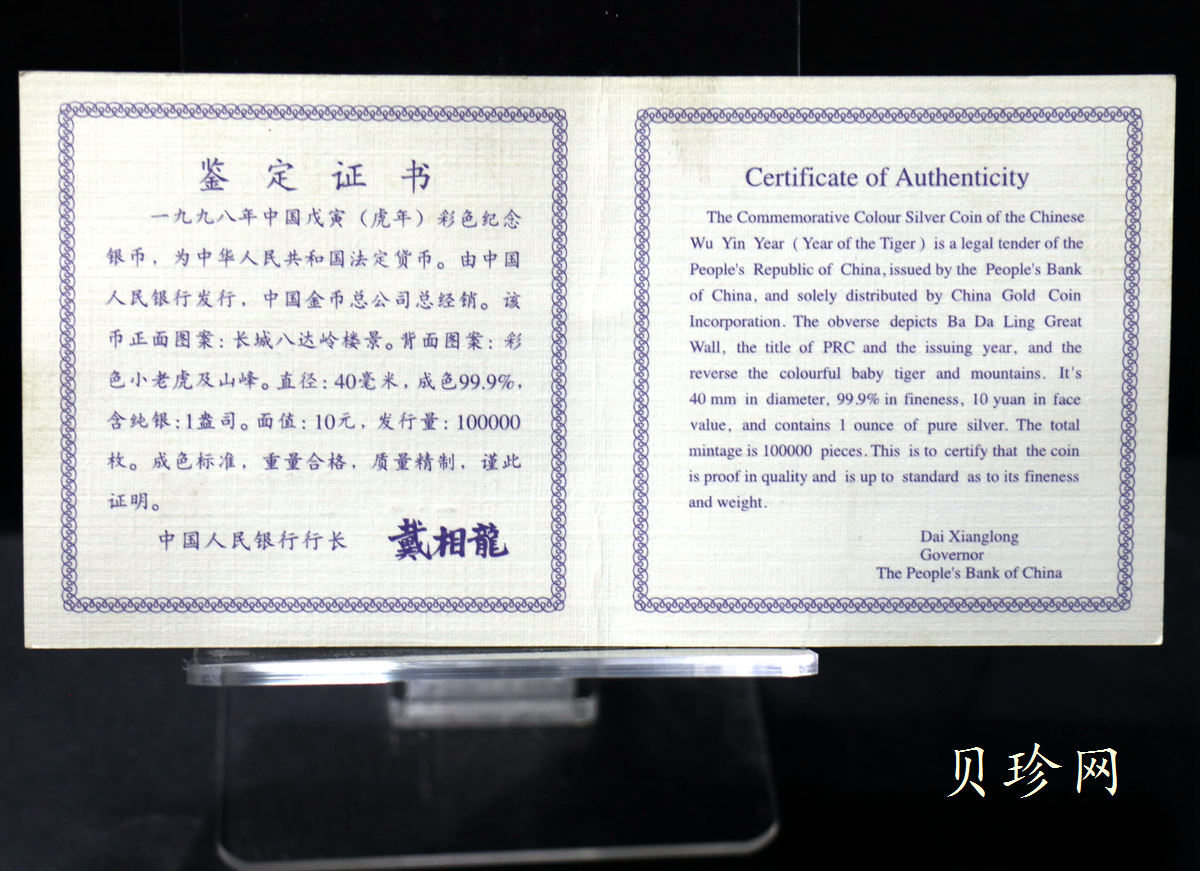 鉴定证书
一九九八年中国戊寅（虎年）彩色纪念
银币，为中华人民共和国法定货币。由中国
人民银行发行，中国金币总公司总经销。该
币正面图案：长城八达岭楼景。背面图案：彩
色小老虎及山峰。直径：40毫米，成色99.9%，
含纯银：1盎司。面值：10元，发行量：100000
枚。成色标准，重量合格，质量精制，谨此
证明。
中国人民银行行长 戴相龍
Certificate of Authenticity
The Commemorative Colour Silver Coin of the Chinese
Wu Yin Year (Year of the Tiger) is a legal tender of the
People's Republic of China, issued by the People's Bank
of China, and solely distributed by China Gold Coin
Incorporation. The obverse depicts Ba Da Ling Great
Wall, the title of PRC and the issuing year, and the
reverse the colourful baby tiger and mountains. It's
40 mm in diameter, 99.9% in fineness, 10 yuan in face
value, and contains 1 ounce of pure silver. The total
mintage is 100000 pieces. This is to certify that the coin
is proof in quality and is up to standard as to its fineness
and weight.
Dai Xianglong
Governor
The People's Bank of China
贝珍网